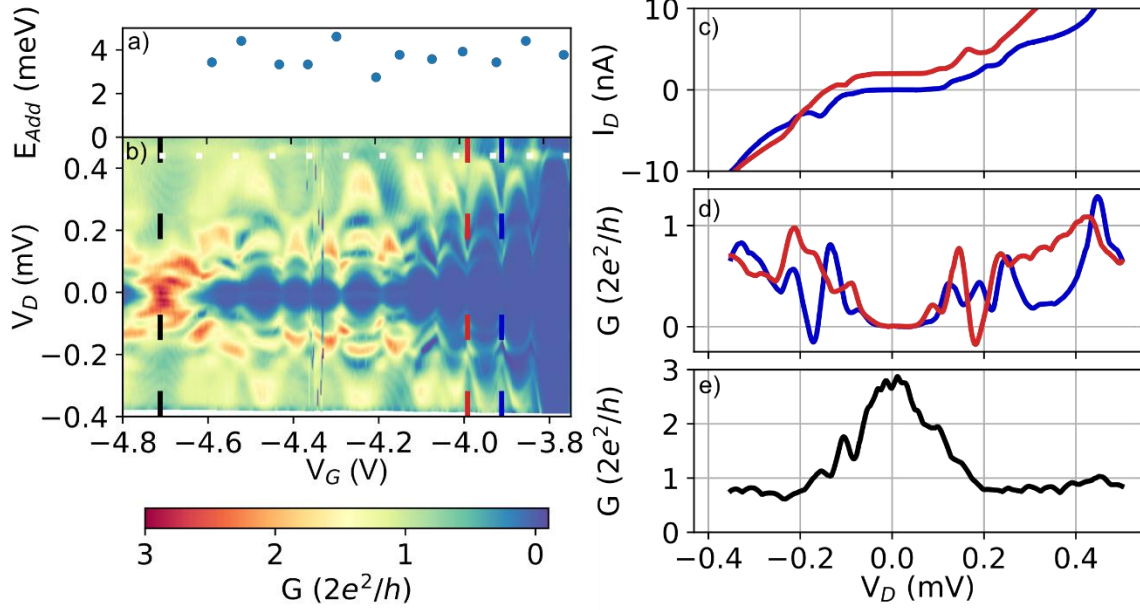 a)
E_Add (meV)
4
2
0
b)
V_D (mV)
0.4
0.2
0.0
−0.2
−0.4
−4.8 −4.6 −4.4 −4.2 −4.0 −3.8
V_G (V)
3 2 1 0
G (2e²/h)
c)
I_D (nA)
10
0
−10
d)
G (2e²/h)
1
0
e)
G (2e²/h)
3
2
1
0
−0.4 −0.2 0.0 0.2 0.4
V_D (mV)